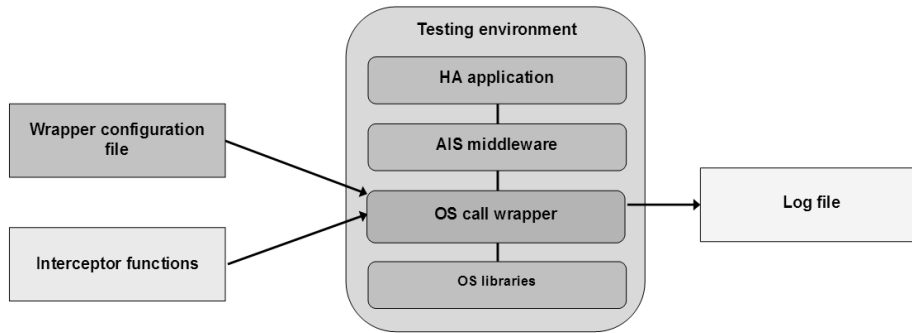 Testing environment
HA application
AIS middleware
OS call wrapper
OS libraries
Wrapper configuration
file
Interceptor functions
Log file